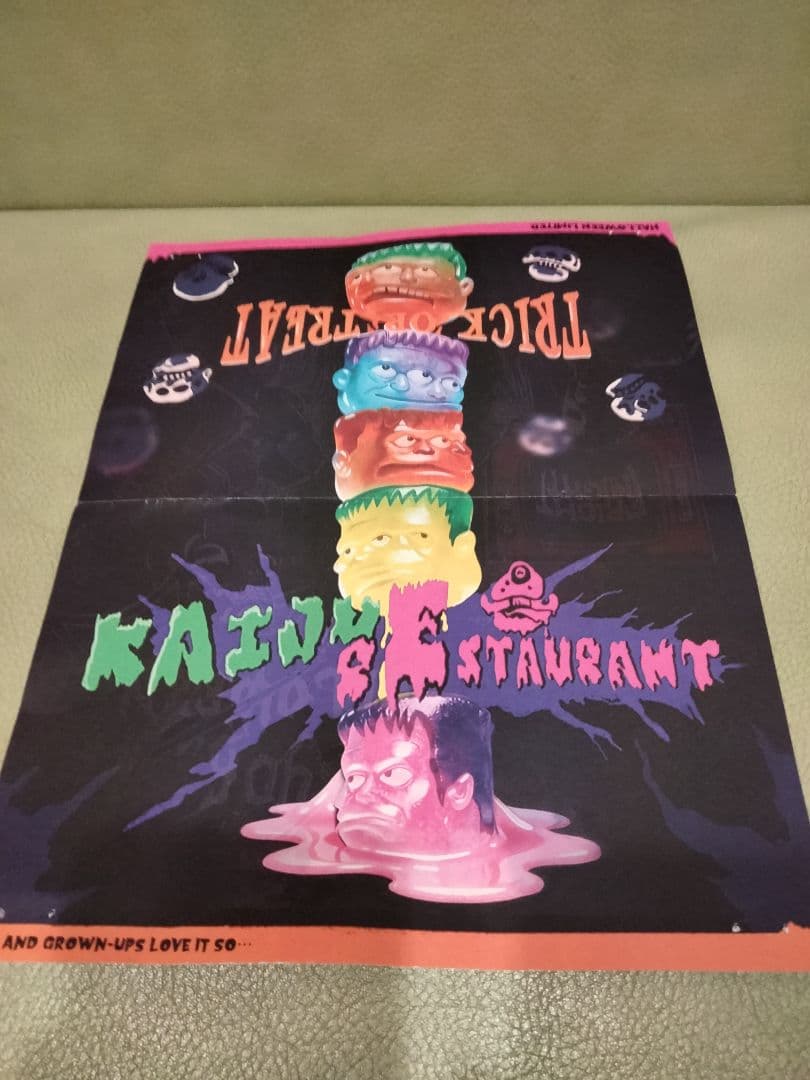 HALLOWEEN LIMITED
TRICK OR TREAT
KAIJU
RESTAURANT
AND GROWN-UPS LOVE IT SO…